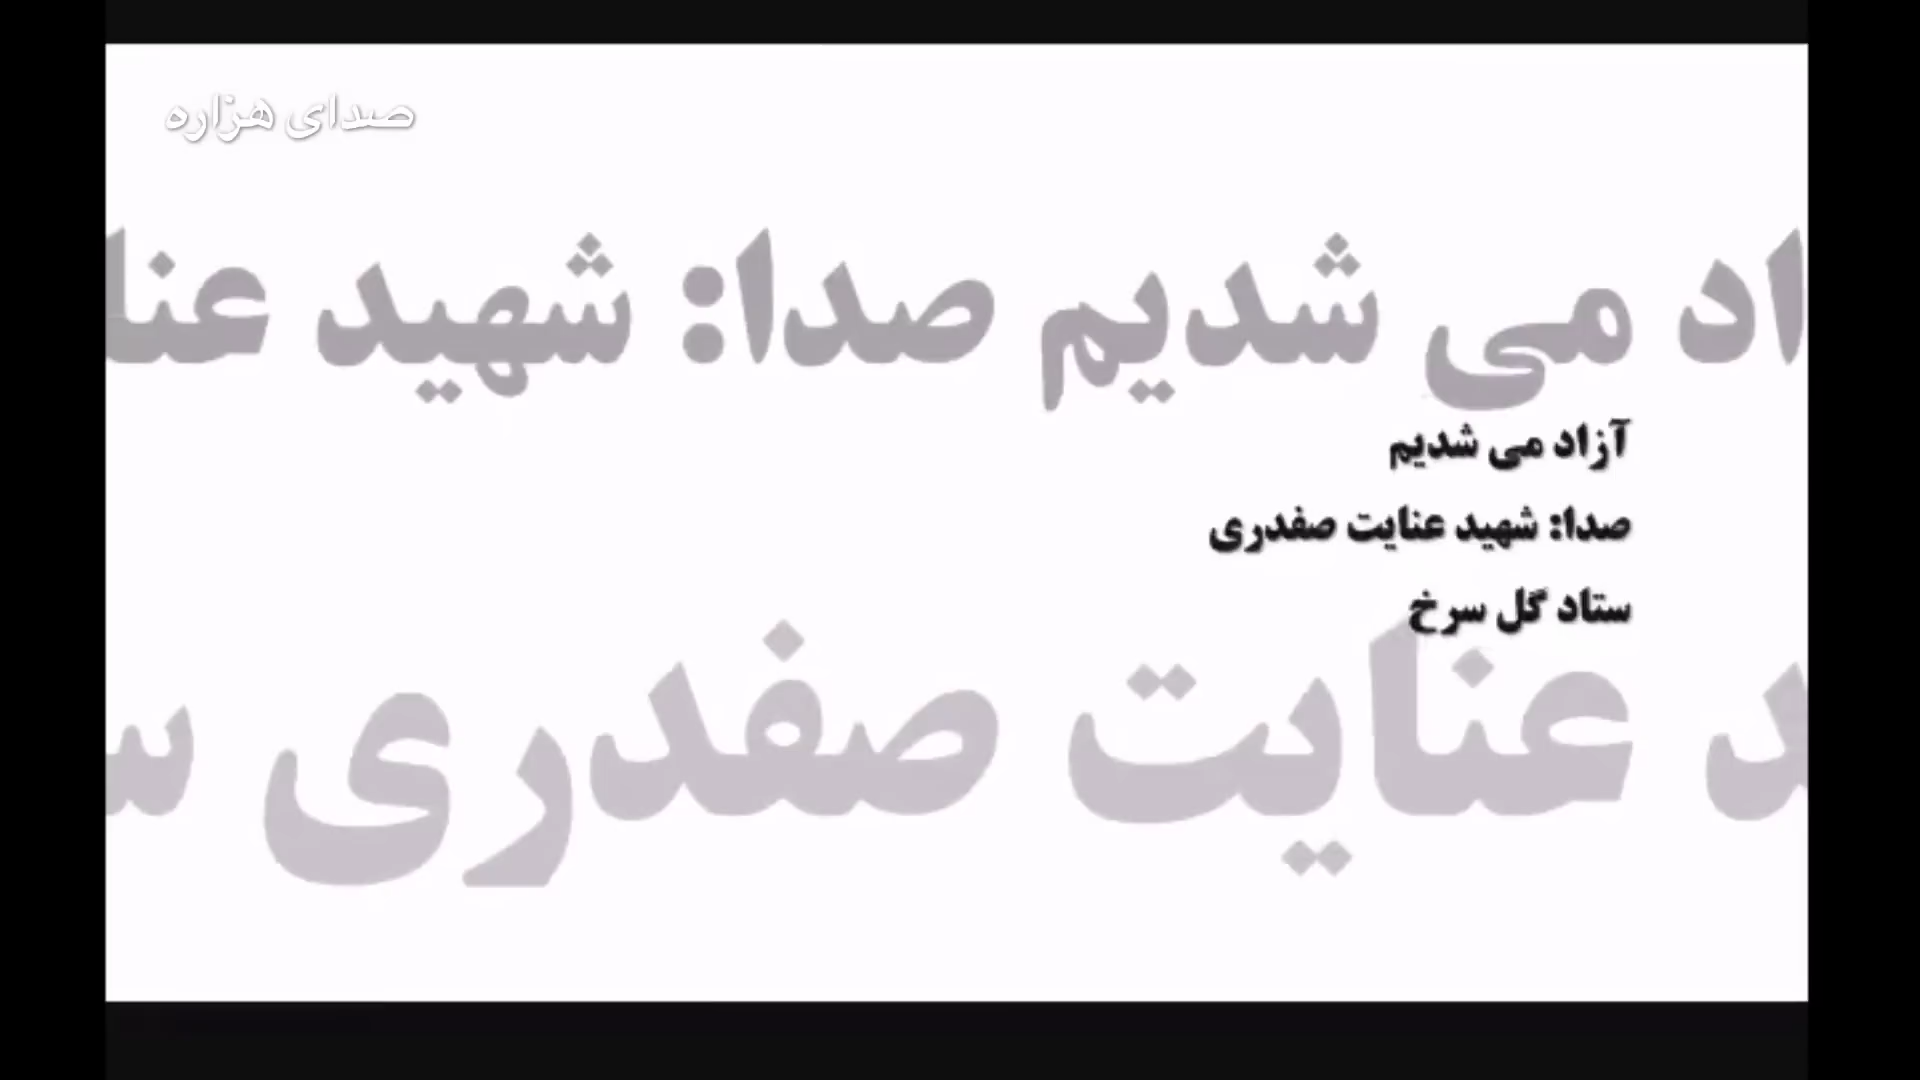 صدای هزاره
اد می شدیم صدا: شهید عنا
آزاد می شدیم
صدا: شهید عنایت صفدری
ستاد گل سرخ
د عنایت صفدری س